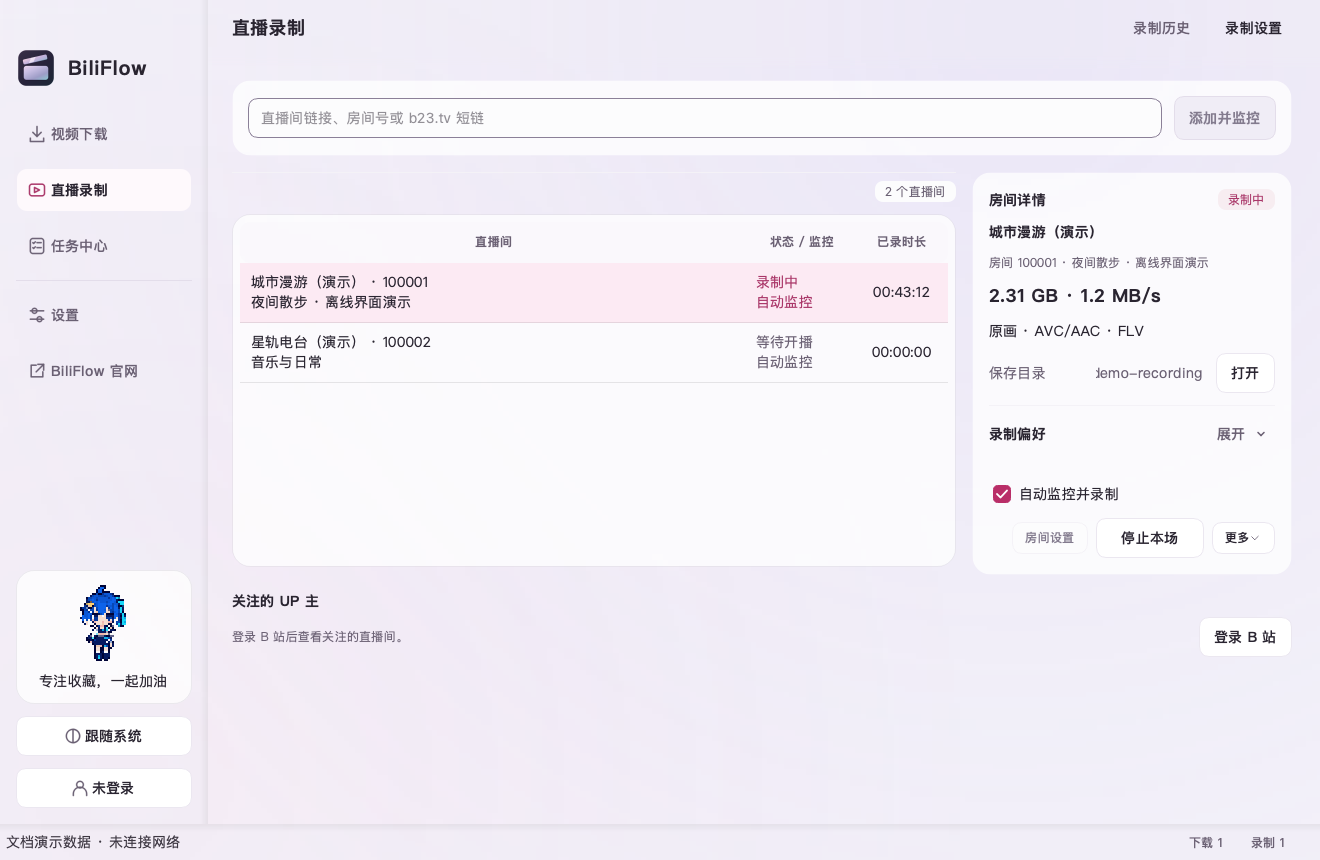 BiliFlow
视频下载
直播录制
任务中心
设置
BiliFlow 官网
专注收藏，一起加油
跟随系统
未登录
直播录制
录制历史
录制设置
直播间链接、房间号或 b23.tv 短链
添加并监控
2 个直播间
直播间
状态 / 监控
已录时长
城市漫游（演示） · 100001
夜间散步 · 离线界面演示
录制中
自动监控
00:43:12
星轨电台（演示） · 100002
音乐与日常
等待开播
自动监控
00:00:00
房间详情
录制中
城市漫游（演示）
房间 100001 · 夜间散步 · 离线界面演示
2.31 GB · 1.2 MB/s
原画 · AVC/AAC · FLV
保存目录
demo-recording
打开
录制偏好
展开
自动监控并录制
房间设置
停止本场
更多
关注的 UP 主
登录 B 站后查看关注的直播间。
登录 B 站
文档演示数据 · 未连接网络
下载 1
录制 1